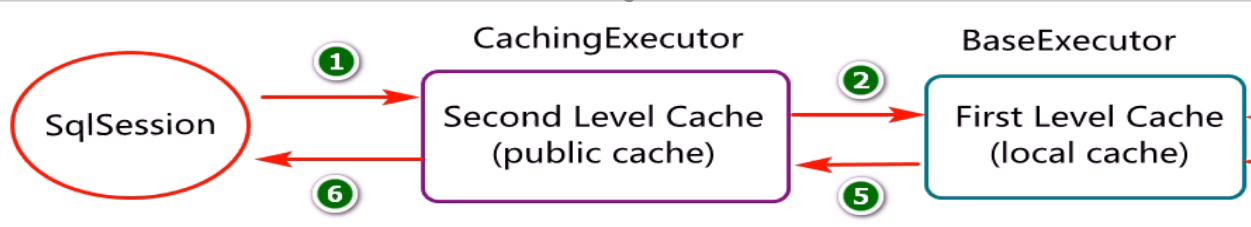 CachingExecutor
BaseExecutor
1
2
SqlSession
Second Level Cache
(public cache)
First Level Cache
(local cache)
6
5